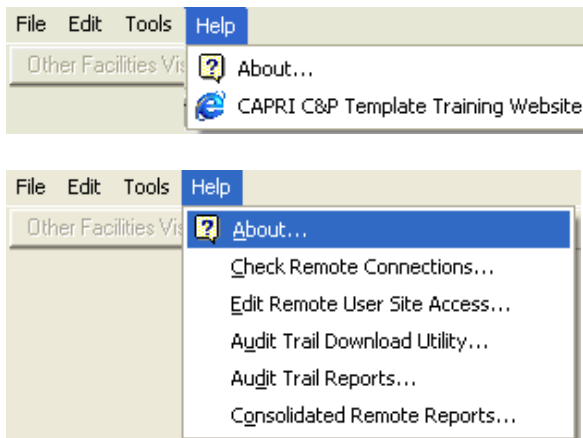 File Edit Tools Help
Other Facilities Vis
About...
CAPRI C&P Template Training Website
File Edit Tools Help
Other Facilities Vis
About...
Check Remote Connections...
Edit Remote User Site Access...
Audit Trail Download Utility...
Audit Trail Reports...
Consolidated Remote Reports...